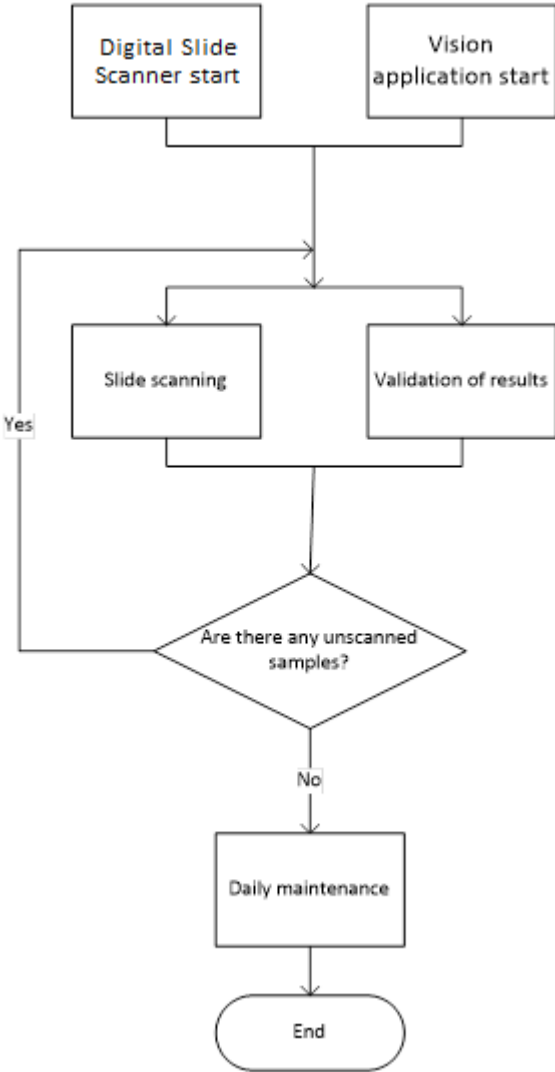 Digital Slide
Scanner start
Vision
application start
Slide scanning
Validation of results
Yes
Are there any unscanned
samples?
No
Daily maintenance
End